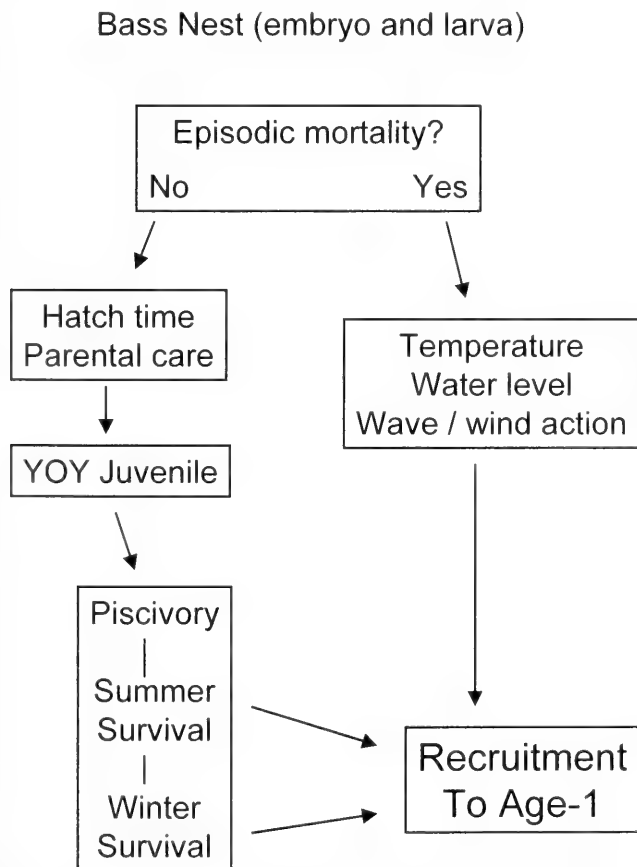 Bass Nest (embryo and larva)
Episodic mortality?
No Yes
Hatch time
Parental care
Temperature
Water level
Wave / wind action
YOY Juvenile
Piscivory
Summer
Survival
Winter
Survival
Recruitment
To Age-1